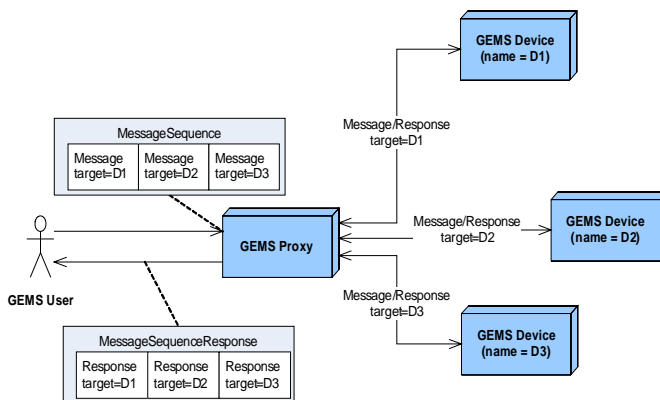 GEMS Device
(name = D1)
Message/Response
target=D1
MessageSequence
Message Message Message
target=D1 target=D2 target=D3
GEMS Proxy
Message/Response
target=D2
GEMS Device
(name = D2)
GEMS User
Message/Response
target=D3
GEMS Device
(name = D3)
MessageSequenceResponse
Response Response Response
target=D1 target=D2 target=D3